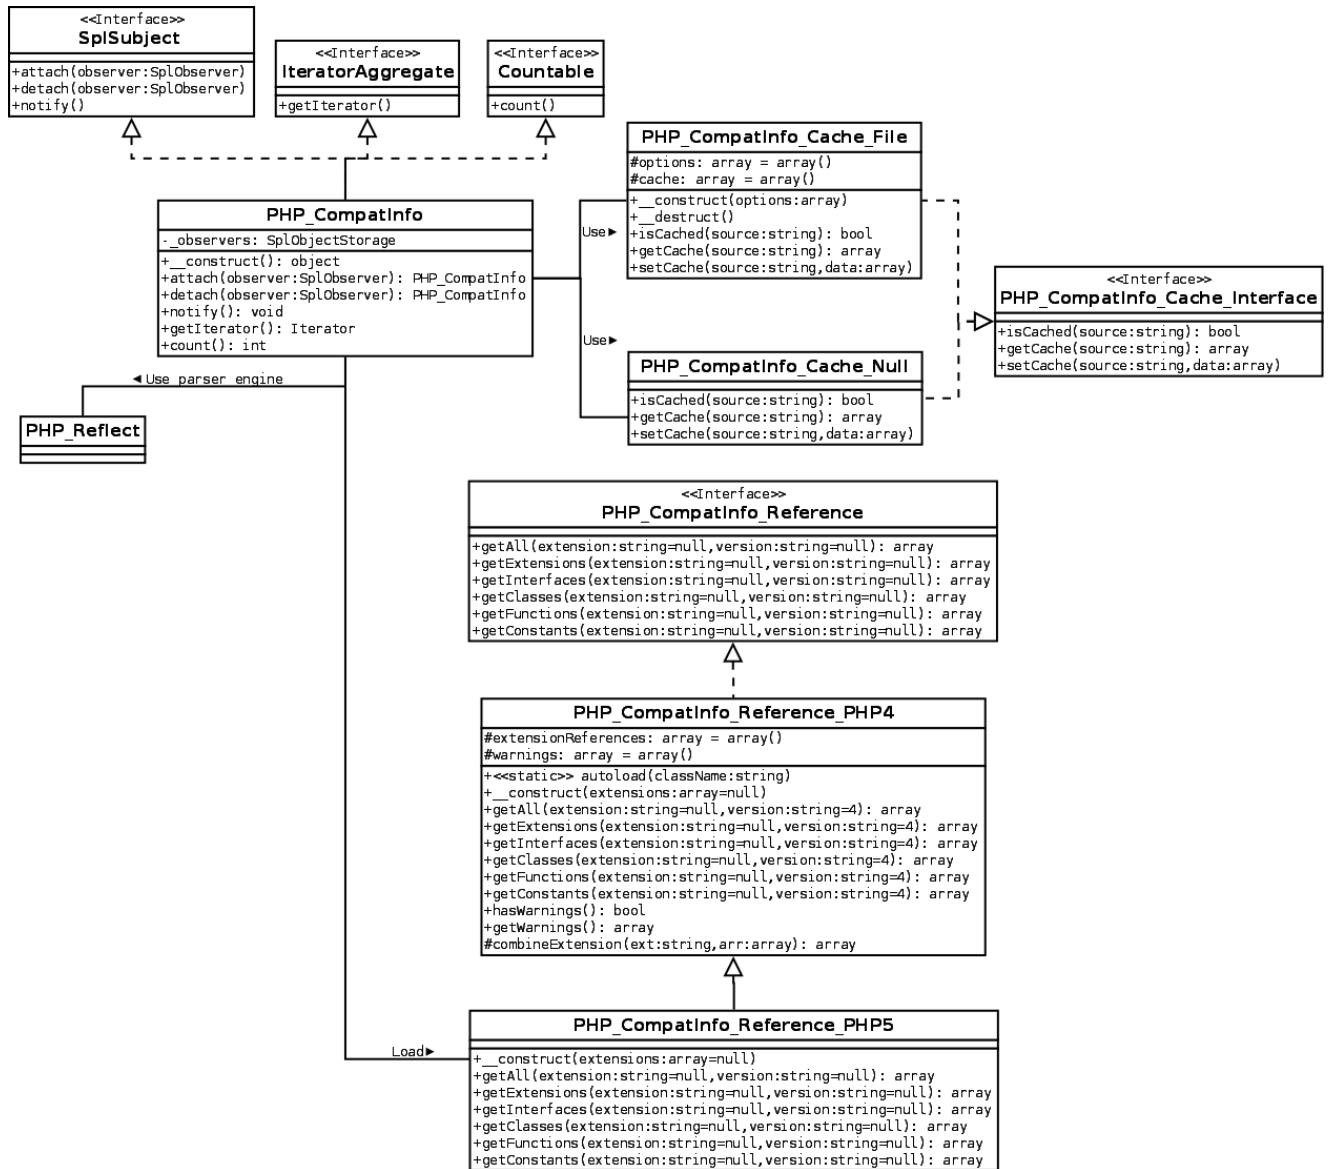 <<Interface>>
SplSubject
+attach(observer:SplObserver)
+detach(observer:SplObserver)
+notify()
<<Interface>>
IteratorAggregate
+getIterator()
<<Interface>>
Countable
+count()
PHP_CompatInfo_Cache_File
#options: array = array()
#cache: array = array()
+__construct(options:array)
+__destruct()
+isCached(source:string): bool
+getCache(source:string): array
+setCache(source:string,data:array)
PHP_CompatInfo
-_observers: SplObjectStorage
+__construct(): object
+attach(observer:SplObserver): PHP_CompatInfo
+detach(observer:SplObserver): PHP_CompatInfo
+notify(): void
+getIterator(): Iterator
+count(): int
Use►
Use►
<<Interface>>
PHP_CompatInfo_Cache_Interface
+isCached(source:string): bool
+getCache(source:string): array
+setCache(source:string,data:array)
PHP_CompatInfo_Cache_Null
+isCached(source:string): bool
+getCache(source:string): array
+setCache(source:string,data:array)
◄Use parser engine
PHP_Reflect
<<Interface>>
PHP_CompatInfo_Reference
+getAll(extension:string=null,version:string=null): array
+getExtensions(extension:string=null,version:string=null): array
+getInterfaces(extension:string=null,version:string=null): array
+getClasses(extension:string=null,version:string=null): array
+getFunctions(extension:string=null,version:string=null): array
+getConstants(extension:string=null,version:string=null): array
PHP_CompatInfo_Reference_PHP4
#extensionReferences: array = array()
#warnings: array = array()
+<<static>> autoload(className:string)
+__construct(extensions:array=null)
+getAll(extension:string=null,version:string=4): array
+getExtensions(extension:string=null,version:string=4): array
+getInterfaces(extension:string=null,version:string=4): array
+getClasses(extension:string=null,version:string=4): array
+getFunctions(extension:string=null,version:string=4): array
+getConstants(extension:string=null,version:string=4): array
+hasWarnings(): bool
+getWarnings(): array
#combineExtension(ext:string,arr:array): array
Load►
PHP_CompatInfo_Reference_PHP5
+__construct(extensions:array=null)
+getAll(extension:string=null,version:string=null): array
+getExtensions(extension:string=null,version:string=null): array
+getInterfaces(extension:string=null,version:string=null): array
+getClasses(extension:string=null,version:string=null): array
+getFunctions(extension:string=null,version:string=null): array
+getConstants(extension:string=null,version:string=null): array